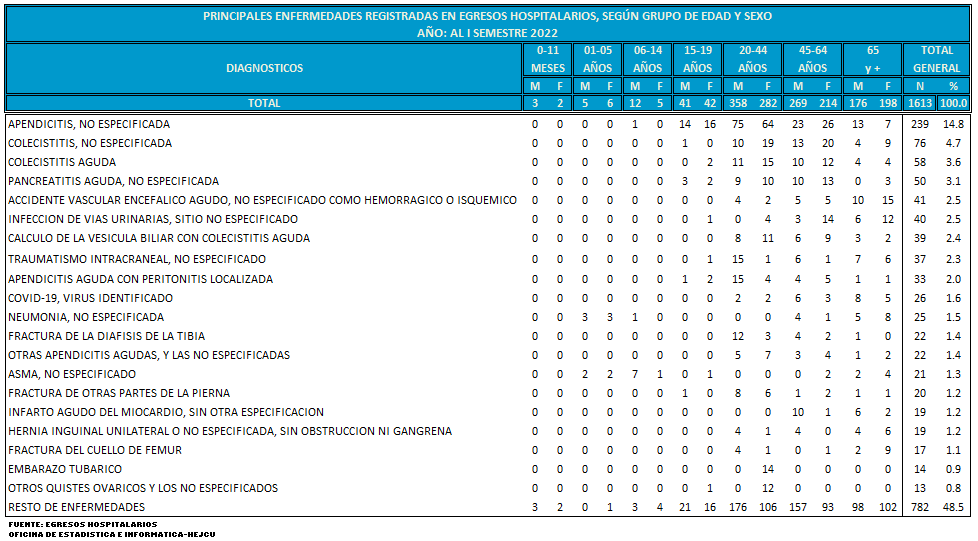 PRINCIPALES ENFERMEDADES REGISTRADAS EN EGRESOS HOSPITALARIOS, SEGÚN GRUPO DE EDAD Y SEXO
AÑO: AL I SEMESTRE 2022
DIAGNOSTICOS 0-11 MESES 01-05 AÑOS 06-14 AÑOS 15-19 AÑOS 20-44 AÑOS 45-64 AÑOS 65 y + TOTAL GENERAL
M F M F M F M F M F M F M F N %
TOTAL 3 2 5 6 12 5 41 42 358 282 269 214 176 198 1613 100.0
APENDICITIS, NO ESPECIFICADA 0 0 0 0 1 0 14 16 75 64 23 26 13 7 239 14.8
COLECISTITIS, NO ESPECIFICADA 0 0 0 0 0 0 1 0 10 19 13 20 4 9 76 4.7
COLECISTITIS AGUDA 0 0 0 0 0 0 0 2 11 15 10 12 4 4 58 3.6
PANCREATITIS AGUDA, NO ESPECIFICADA 0 0 0 0 0 0 3 2 9 10 10 13 0 3 50 3.1
ACCIDENTE VASCULAR ENCEFALICO AGUDO, NO ESPECIFICADO COMO HEMORRAGICO O ISQUEMICO 0 0 0 0 0 0 0 0 4 2 5 5 10 15 41 2.5
INFECCION DE VIAS URINARIAS, SITIO NO ESPECIFICADO 0 0 0 0 0 0 0 1 0 4 3 14 6 12 40 2.5
CALCULO DE LA VESICULA BILIAR CON COLECISTITIS AGUDA 0 0 0 0 0 0 0 0 8 11 6 9 3 2 39 2.4
TRAUMATISMO INTRACRANEAL, NO ESPECIFICADO 0 0 0 0 0 0 0 1 15 1 6 1 7 6 37 2.3
APENDICITIS AGUDA CON PERITONITIS LOCALIZADA 0 0 0 0 0 0 1 2 15 4 4 5 1 1 33 2.0
COVID-19, VIRUS IDENTIFICADO 0 0 0 0 0 0 0 0 2 2 6 3 8 5 26 1.6
NEUMONIA, NO ESPECIFICADA 0 0 3 3 1 0 0 0 0 0 4 1 5 8 25 1.5
FRACTURA DE LA DIAFISIS DE LA TIBIA 0 0 0 0 0 0 0 0 12 3 4 2 1 0 22 1.4
OTRAS APENDICITIS AGUDAS, Y LAS NO ESPECIFICADAS 0 0 0 0 0 0 0 0 5 7 3 4 1 2 22 1.4
ASMA, NO ESPECIFICADO 0 0 2 2 7 1 0 1 0 0 0 2 2 4 21 1.3
FRACTURA DE OTRAS PARTES DE LA PIERNA 0 0 0 0 0 0 1 0 8 6 1 2 1 1 20 1.2
INFARTO AGUDO DEL MIOCARDIO, SIN OTRA ESPECIFICACION 0 0 0 0 0 0 0 0 0 0 10 1 6 2 19 1.2
HERNIA INGUINAL UNILATERAL O NO ESPECIFICADA, SIN OBSTRUCCION NI GANGRENA 0 0 0 0 0 0 0 0 4 1 4 0 4 6 19 1.2
FRACTURA DEL CUELLO DE FEMUR 0 0 0 0 0 0 0 0 4 1 0 1 2 9 17 1.1
EMBARAZO TUBARICO 0 0 0 0 0 0 0 0 0 14 0 0 0 0 14 0.9
OTROS QUISTES OVARICOS Y LOS NO ESPECIFICADOS 0 0 0 0 0 0 0 1 0 12 0 0 0 0 13 0.8
RESTO DE ENFERMEDADES 3 2 0 1 3 4 21 16 176 106 157 93 98 102 782 48.5
FUENTE: EGRESOS HOSPITALARIOS
OFICINA DE ESTADISTICA E INFORMATICA-HEJCU